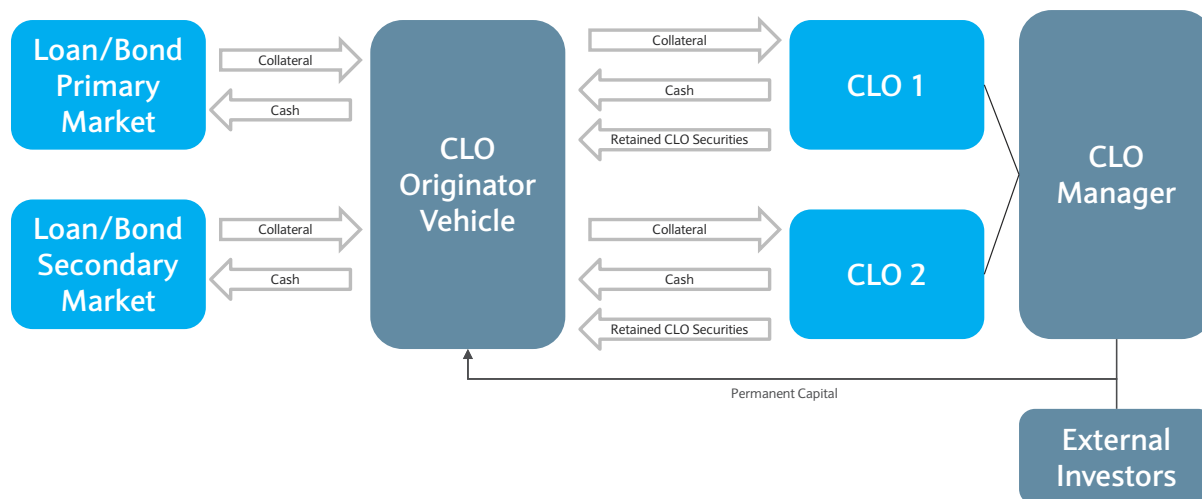 Loan/Bond
Primary
Market
Collateral
Cash
Loan/Bond
Secondary
Market
Collateral
Cash
CLO
Originator
Vehicle
Collateral
Cash
Retained CLO Securities
Collateral
Cash
Retained CLO Securities
CLO 1
CLO 2
CLO
Manager
Permanent Capital
External
Investors